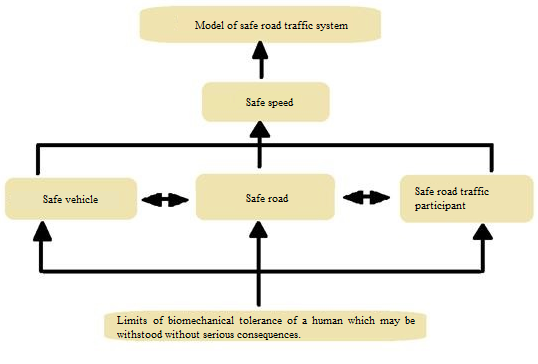 Model of safe road traffic system
Safe speed
Safe vehicle
Safe road
Safe road traffic
participant
Limits of biomechanical tolerance of a human which may be
withstood without serious consequences.